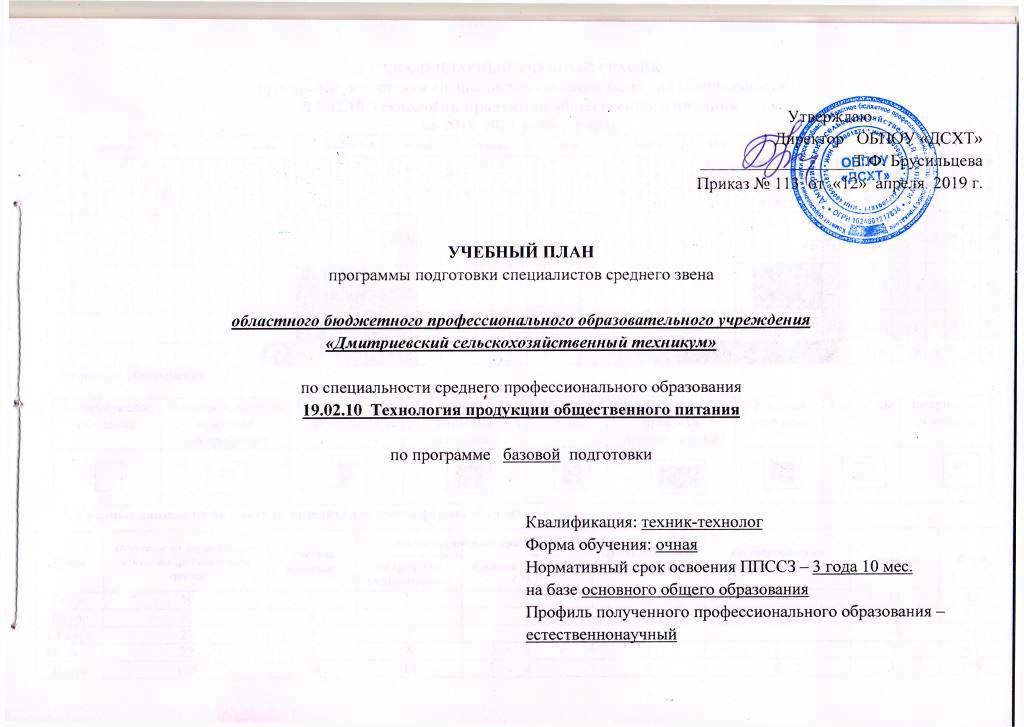 Утверждаю
Директор ОБПОУ «ДСХТ»
Т.Ф. Брусильцева
Приказ № 113 от «12» апреля 2019 г.
ОБПОУ
«ДСХТ»
УЧЕБНЫЙ ПЛАН
программы подготовки специалистов среднего звена
областного бюджетного профессионального образовательного учреждения
«Дмитриевский сельскохозяйственный техникум»
по специальности среднего профессионального образования
19.02.10 Технология продукции общественного питания
по программе базовой подготовки
Квалификация: техник-технолог
Форма обучения: очная
Нормативный срок освоения ППССЗ – 3 года 10 мес.
на базе основного общего образования
Профиль полученного профессионального образования –
естественнонаучный